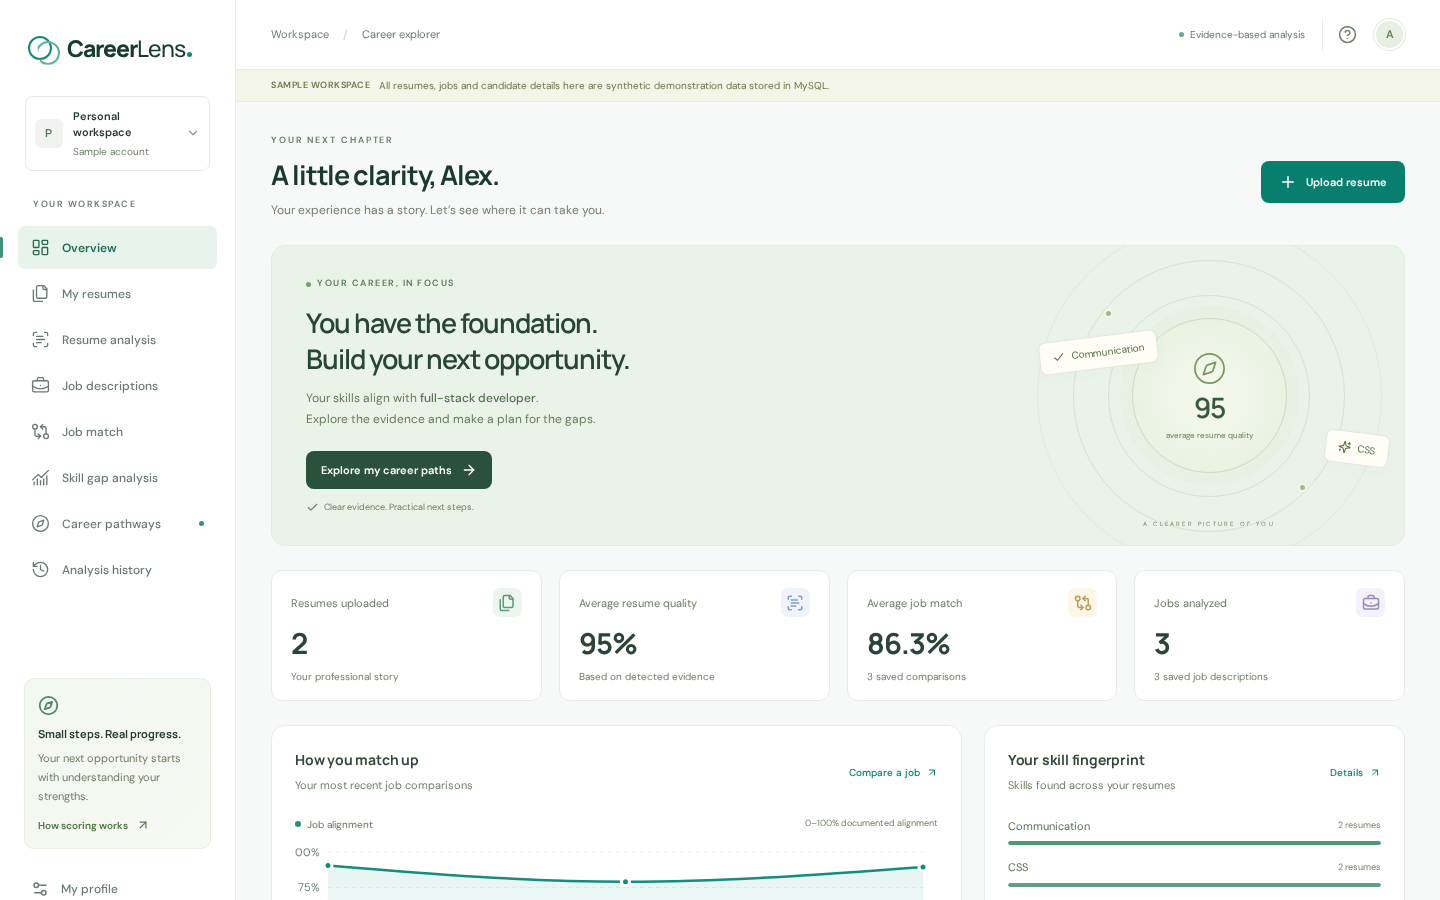 CareerLens.
P
Personal
workspace
Sample account
YOUR WORKSPACE
Overview
My resumes
Resume analysis
Job descriptions
Job match
Skill gap analysis
Career pathways
Analysis history
Small steps. Real progress.
Your next opportunity starts
with understanding your
strengths.
How scoring works
My profile
Workspace / Career explorer
Evidence-based analysis
A
SAMPLE WORKSPACE All resumes, jobs and candidate details here are synthetic demonstration data stored in MySQL.
YOUR NEXT CHAPTER
A little clarity, Alex.
Your experience has a story. Let’s see where it can take you.
Upload resume
YOUR CAREER, IN FOCUS
You have the foundation.
Build your next opportunity.
Your skills align with full-stack developer.
Explore the evidence and make a plan for the gaps.
Explore my career paths
Clear evidence. Practical next steps.
Communication
95
average resume quality
CSS
A CLEARER PICTURE OF YOU
Resumes uploaded
2
Your professional story
Average resume quality
95%
Based on detected evidence
Average job match
86.3%
3 saved comparisons
Jobs analyzed
3
3 saved job descriptions
How you match up
Your most recent job comparisons
Compare a job
Job alignment
0–100% documented alignment
00%
75%
Your skill fingerprint
Skills found across your resumes
Details
Communication 2 resumes
CSS 2 resumes